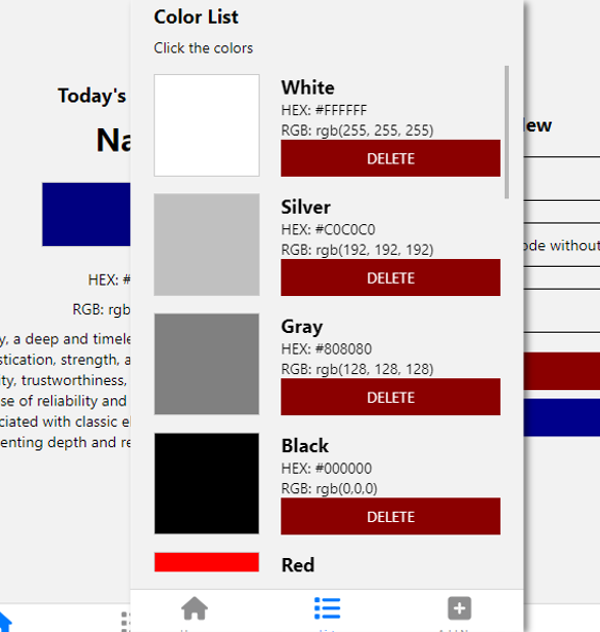 Color List
Click the colors
White
HEX: #FFFFFF
RGB: rgb(255, 255, 255)
DELETE
Silver
HEX: #C0C0C0
RGB: rgb(192, 192, 192)
DELETE
Gray
HEX: #808080
RGB: rgb(128, 128, 128)
DELETE
Black
HEX: #000000
RGB: rgb(0,0,0)
DELETE
Red
Today's
Na
HEX: #
RGB: rgb
y, a deep and timele
stication, strength, a
ity, trustworthiness,
se of reliability and
ciated with classic e
enting depth and re
lew
ode without